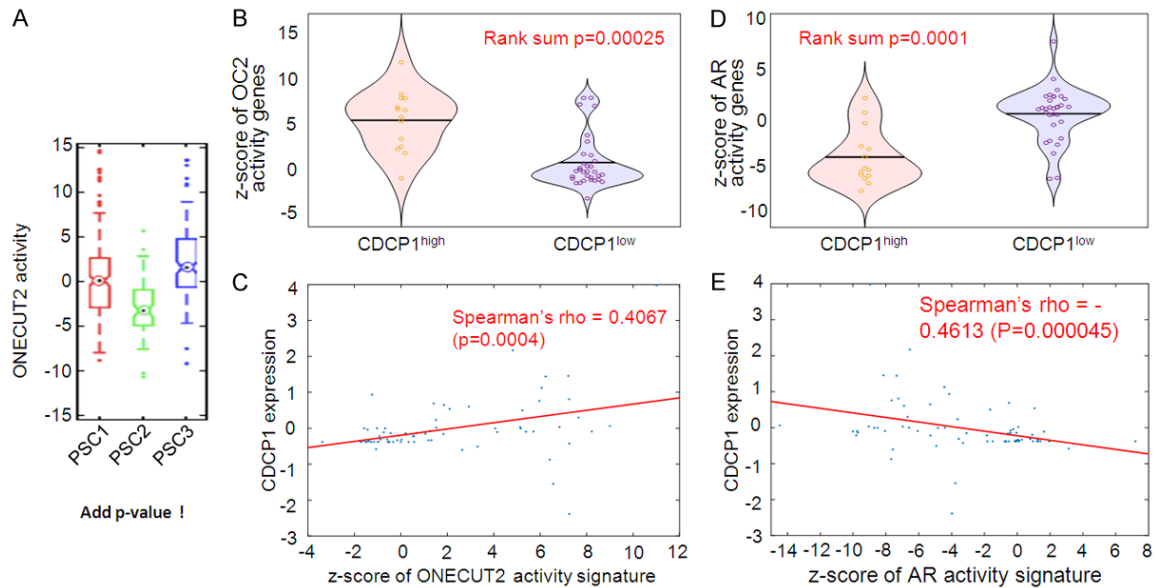 A
ONECUT2 activity
15
10
5
0
-5
-10
-15
PSC1
PSC2
PSC3
Add p-value !
B
z-score of OC2
activity genes
15
10
5
0
-5
Rank sum p=0.00025
CDCP1high
CDCP1low
D
z-score of AR
activity genes
10
5
0
-5
-10
Rank sum p=0.0001
CDCP1high
CDCP1low
C
CDCP1 expression
4
3
2
1
0
-1
-2
-3
Spearman's rho = 0.4067
(p=0.0004)
-4
-2
0
2
4
6
8
10
12
z-score of ONECUT2 activity signature
E
CDCP1 expression
4
3
2
1
0
-1
-2
-3
Spearman's rho = -
0.4613 (P=0.000045)
-14
-12
-10
-8
-6
-4
-2
0
2
4
6
8
z-score of AR activity signature